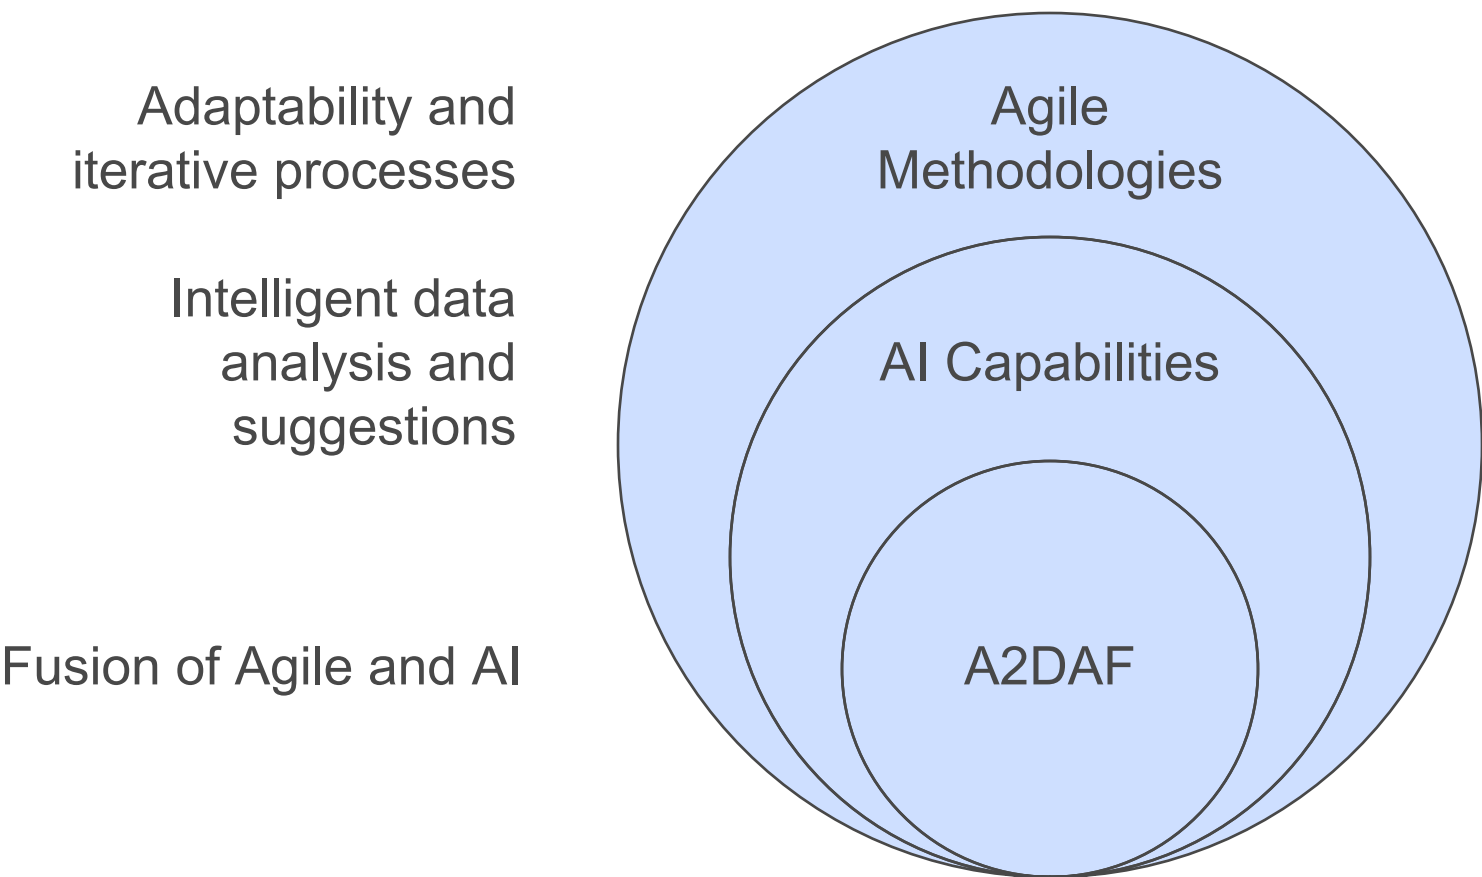 Adaptability and
iterative processes
Agile
Methodologies
Intelligent data
analysis and
suggestions
AI Capabilities
Fusion of Agile and AI
A2DAF